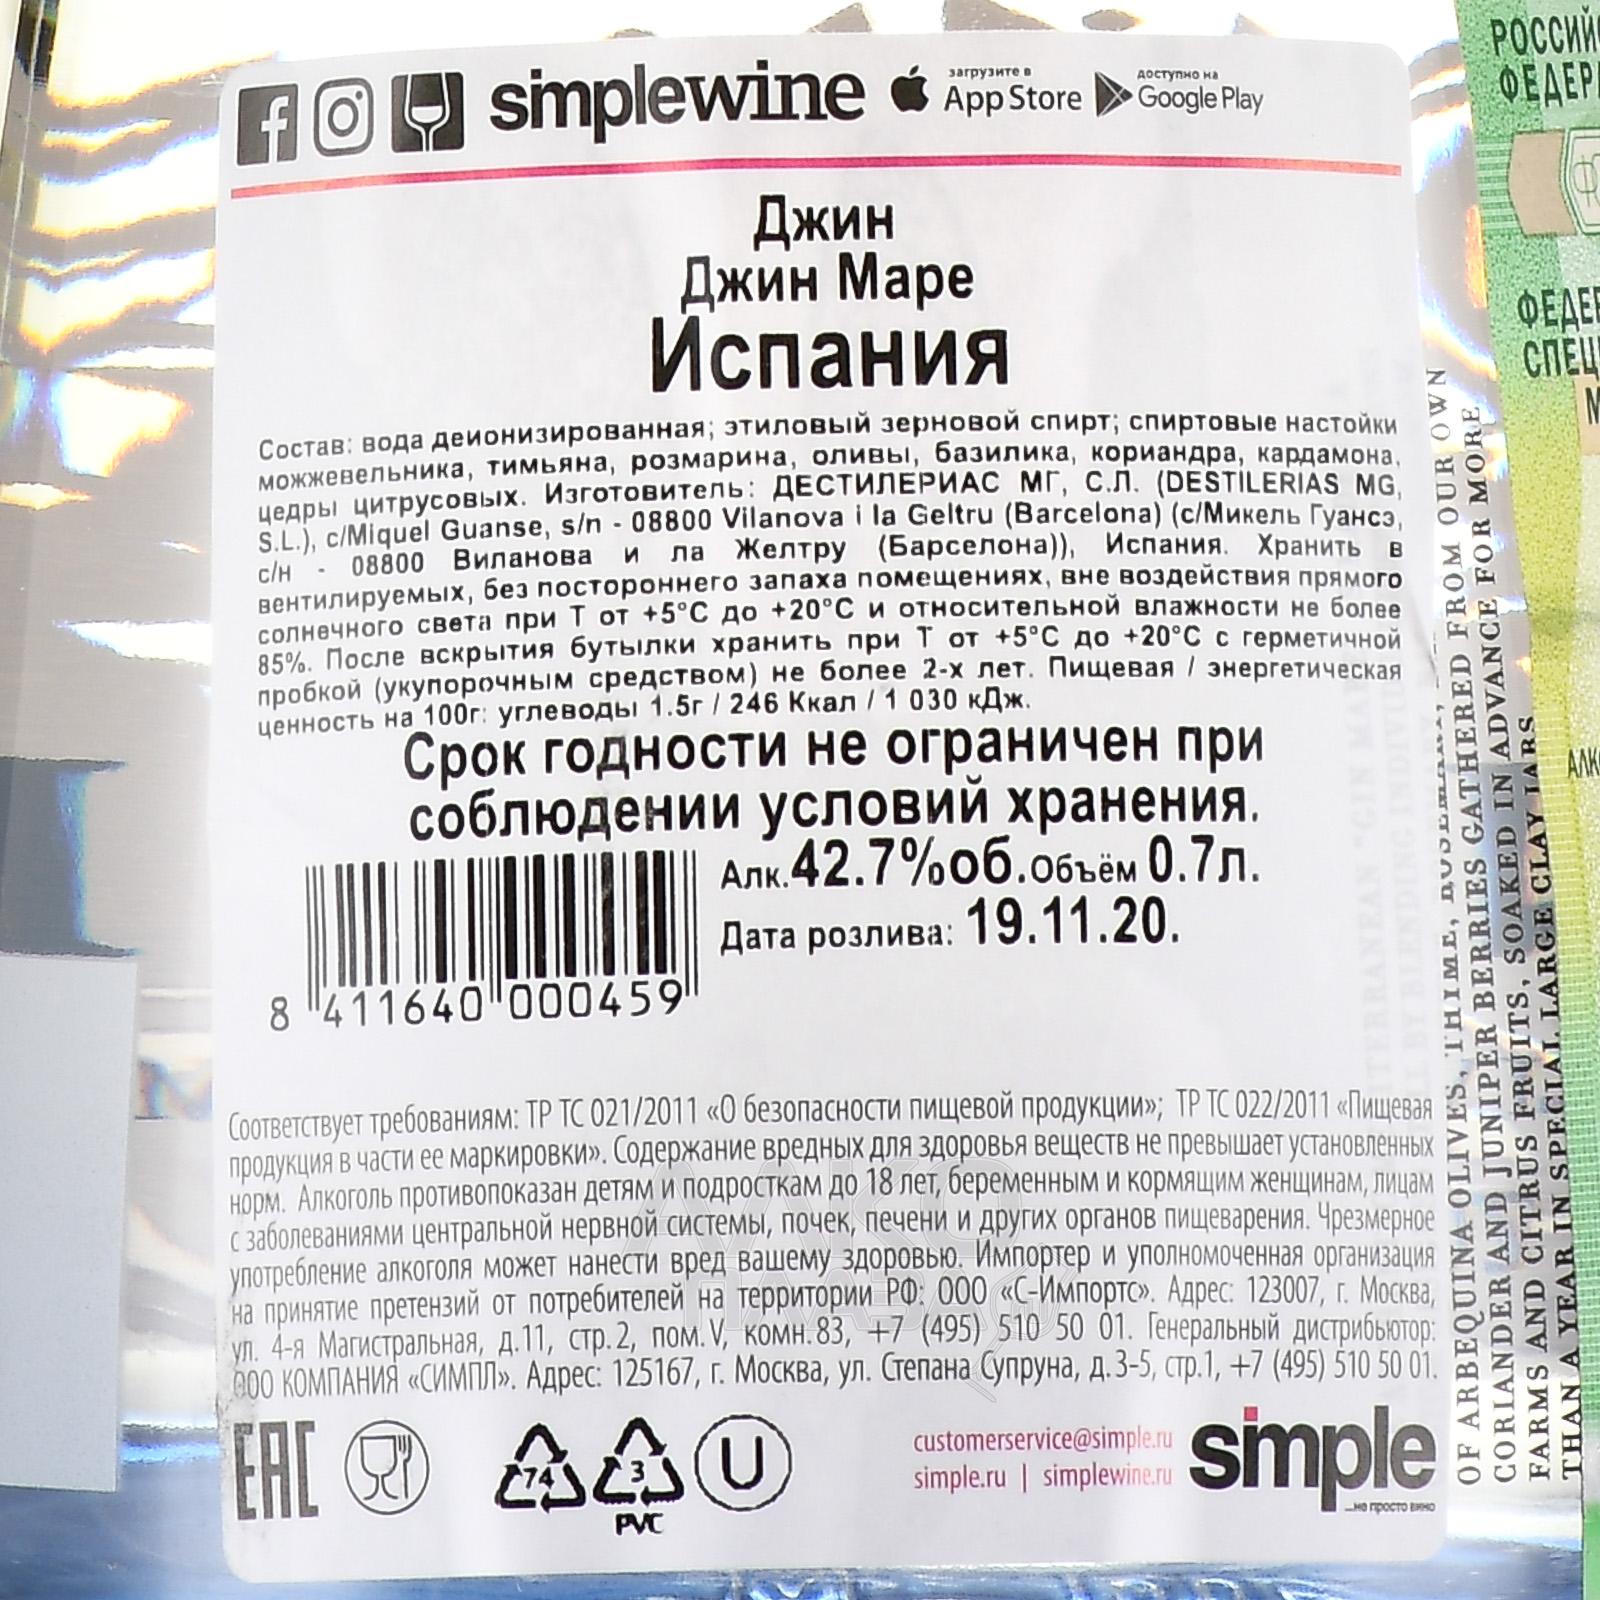 simplewine
загрузите в
App Store
доступно на
Google Play
Джин
Джин Маре
Испания
Состав: вода деионизированная; этиловый зерновой спирт; спиртовые настойки
можжевельника, тимьяна, розмарина, оливы, базилика, кориандра, кардамона,
цедры цитрусовых. Изготовитель: ДЕСТИЛЕРИАС МГ, С.Л. (DESTILERIAS MG,
S.L.), c/Miquel Guanse, s/n - 08800 Vilanova i la Geltru (Barcelona) (с/Микель Гуансэ,
с/н - 08800 Виланова и ла Желтру (Барселона)), Испания. Хранить в
вентилируемых, без постороннего запаха помещениях, вне воздействия прямого
солнечного света при Т от +5°С до +20°С и относительной влажности не более
85%. После вскрытия бутылки хранить при Т от +5°С до +20°С с герметичной
пробкой (укупорочным средством) не более 2-х лет. Пищевая / энергетическая
ценность на 100г: углеводы 1.5г / 246 Ккал / 1 030 кДж.
Срок годности не ограничен при
соблюдении условий хранения.
Алк.42.7%об.Объём 0.7л.
Дата розлива: 19.11.20.
8 411640 000459
Соответствует требованиям: ТР ТС 021/2011 «О безопасности пищевой продукции»; ТР ТС 022/2011 «Пищевая
продукция в части ее маркировки». Содержание вредных для здоровья веществ не превышает установленных
норм. Алкоголь противопоказан детям и подросткам до 18 лет, беременным и кормящим женщинам, лицам
с заболеваниями центральной нервной системы, почек, печени и других органов пищеварения. Чрезмерное
употребление алкоголя может нанести вред вашему здоровью. Импортер и уполномоченная организация
на принятие претензий от потребителей на территории РФ: ООО «С-Импортс». Адрес: 123007, г. Москва,
ул. 4-я Магистральная, д.11, стр.2, пом.V, комн.83, +7 (495) 510 50 01. Генеральный дистрибьютор:
ООО КОМПАНИЯ «СИМПЛ». Адрес: 125167, г. Москва, ул. Степана Супруна, д.3-5, стр.1, +7 (495) 510 50 01.
EAC
74
3
PVC
U
customerservice@simple.ru
simple.ru | simplewine.ru
simple
...не просто вино
OF ARBEQUINA OLIVES, THIME, FROM OUR OWN
CORIANDER AND JUNIPER BERRIES GATHERED FOR MORE
FARMS AND CITRUS FRUITS, SOAKED IN ADVANCE
THAN A YEAR IN SPECIAL LARGE CLAY JARS